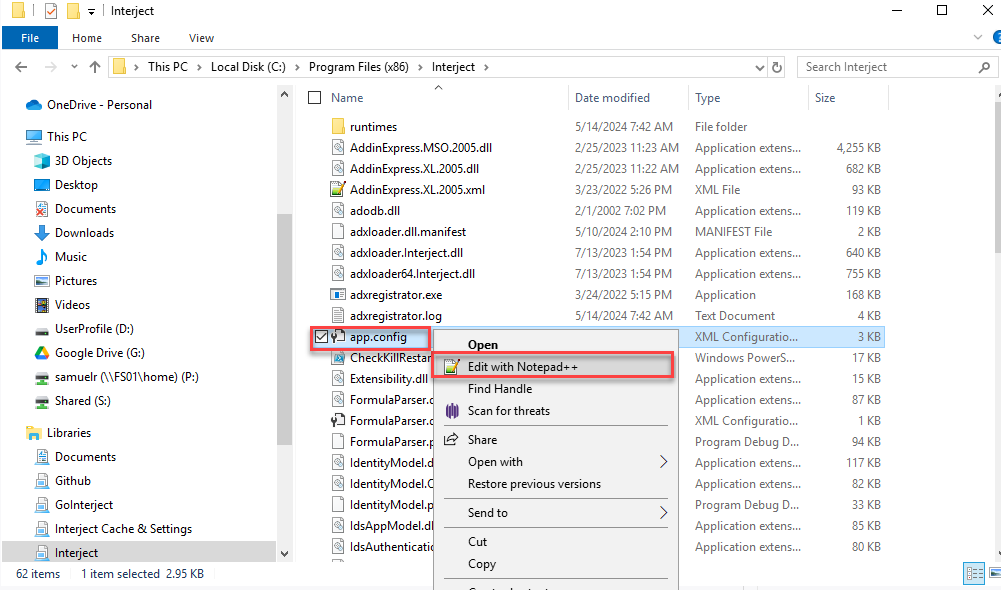 Interject
File Home Share View
This PC Local Disk (C:) Program Files (x86) Interject
Search Interject
OneDrive - Personal
This PC
3D Objects
Desktop
Documents
Downloads
Music
Pictures
Videos
UserProfile (D:)
Google Drive (G:)
samuelr (\\FS01\home) (P:)
Shared (S:)
Libraries
Documents
Github
GoInterject
Interject Cache & Settings
Interject
Name Date modified Type Size
runtimes 5/14/2024 7:42 AM File folder
AddinExpress.MSO.2005.dll 2/25/2023 11:23 AM Application extens... 4,255 KB
AddinExpress.XL.2005.dll 2/25/2023 11:22 AM Application extens... 682 KB
AddinExpress.XL.2005.xml 3/23/2022 5:26 PM XML File 93 KB
adodb.dll 2/1/2002 7:02 PM Application extens... 119 KB
adxloader.dll.manifest 5/10/2024 2:10 PM MANIFEST File 2 KB
adxloader.Interject.dll 7/13/2023 1:54 PM Application extens... 640 KB
adxloader64.Interject.dll 7/13/2023 1:54 PM Application extens... 755 KB
adxregistrator.exe 3/24/2022 5:15 PM Application 168 KB
adxregistrator.log 5/14/2024 7:42 AM Text Document 4 KB
app.config XML Configuratio... 3 KB
CheckKillRestar Windows PowerS... 17 KB
Extensibility.dll Application extens... 15 KB
FormulaParser.d Application extens... 87 KB
FormulaParser.d XML Configuratio... 1 KB
FormulaParser.p Program Debug D... 94 KB
IdentityModel.d Application extens... 117 KB
IdentityModel.C Application extens... 82 KB
IdentityModel.p Program Debug D... 33 KB
IdsAppModel.dl Application extens... 85 KB
IdsAuthenticatio Application extens... 80 KB
Open
Edit with Notepad++
Find Handle
Scan for threats
Share
Open with
Restore previous versions
Send to
Cut
Copy
62 items 1 item selected 2.95 KB